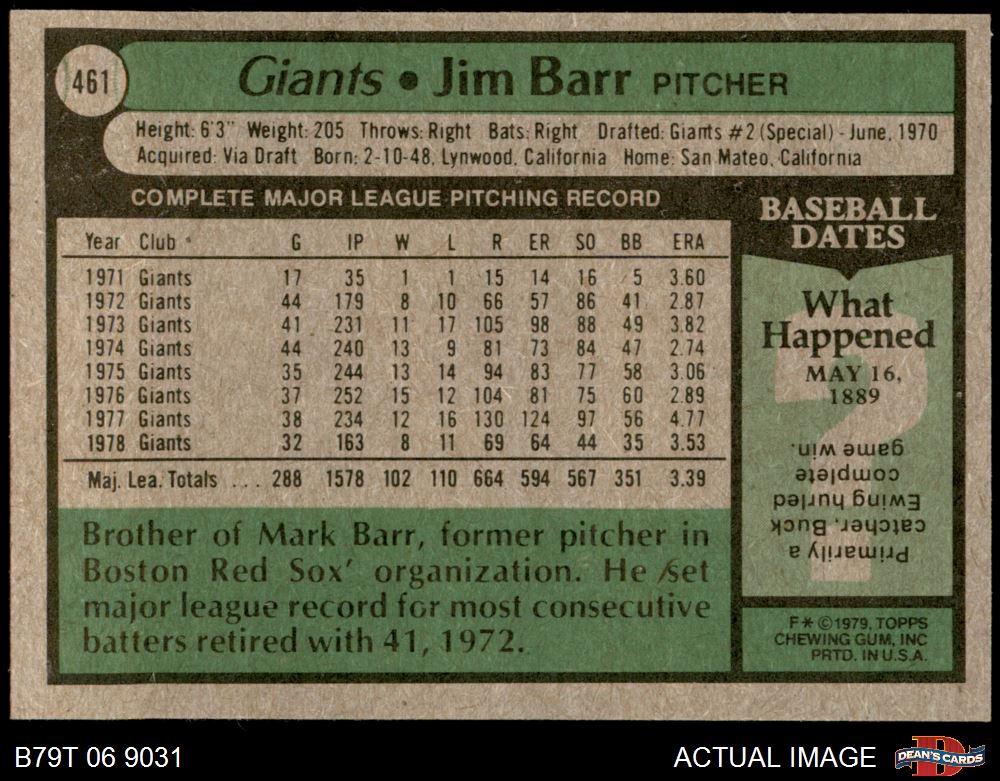 461
Giants • Jim Barr PITCHER
Height: 6'3" Weight: 205 Throws: Right Bats: Right Drafted: Giants #2 (Special) - June, 1970
Acquired: Via Draft Born: 2-10-48, Lynwood, California Home: San Mateo, California
COMPLETE MAJOR LEAGUE PITCHING RECORD
Year Club G IP W L R ER SO BB ERA
1971 Giants 17 35 1 1 15 14 16 5 3.60
1972 Giants 44 179 8 10 66 57 86 41 2.87
1973 Giants 41 231 11 17 105 98 88 49 3.82
1974 Giants 44 240 13 9 81 73 84 47 2.74
1975 Giants 35 244 13 14 94 83 77 58 3.06
1976 Giants 37 252 15 12 104 81 75 60 2.89
1977 Giants 38 234 12 16 130 124 97 56 4.77
1978 Giants 32 163 8 11 69 64 44 35 3.53
Maj. Lea. Totals ... 288 1578 102 110 664 594 567 351 3.39
Brother of Mark Barr, former pitcher in
Boston Red Sox' organization. He set
major league record for most consecutive
batters retired with 41, 1972.
BASEBALL
DATES
What
Happened
MAY 16,
1889
?
Primarily a
catcher, Buck
Ewing hurled
complete
game win.
F* ©1979, TOPPS
CHEWING GUM, INC
PRTD. IN U.S.A.
B79T 06 9031
ACTUAL IMAGE
D
DEAN'S CARDS